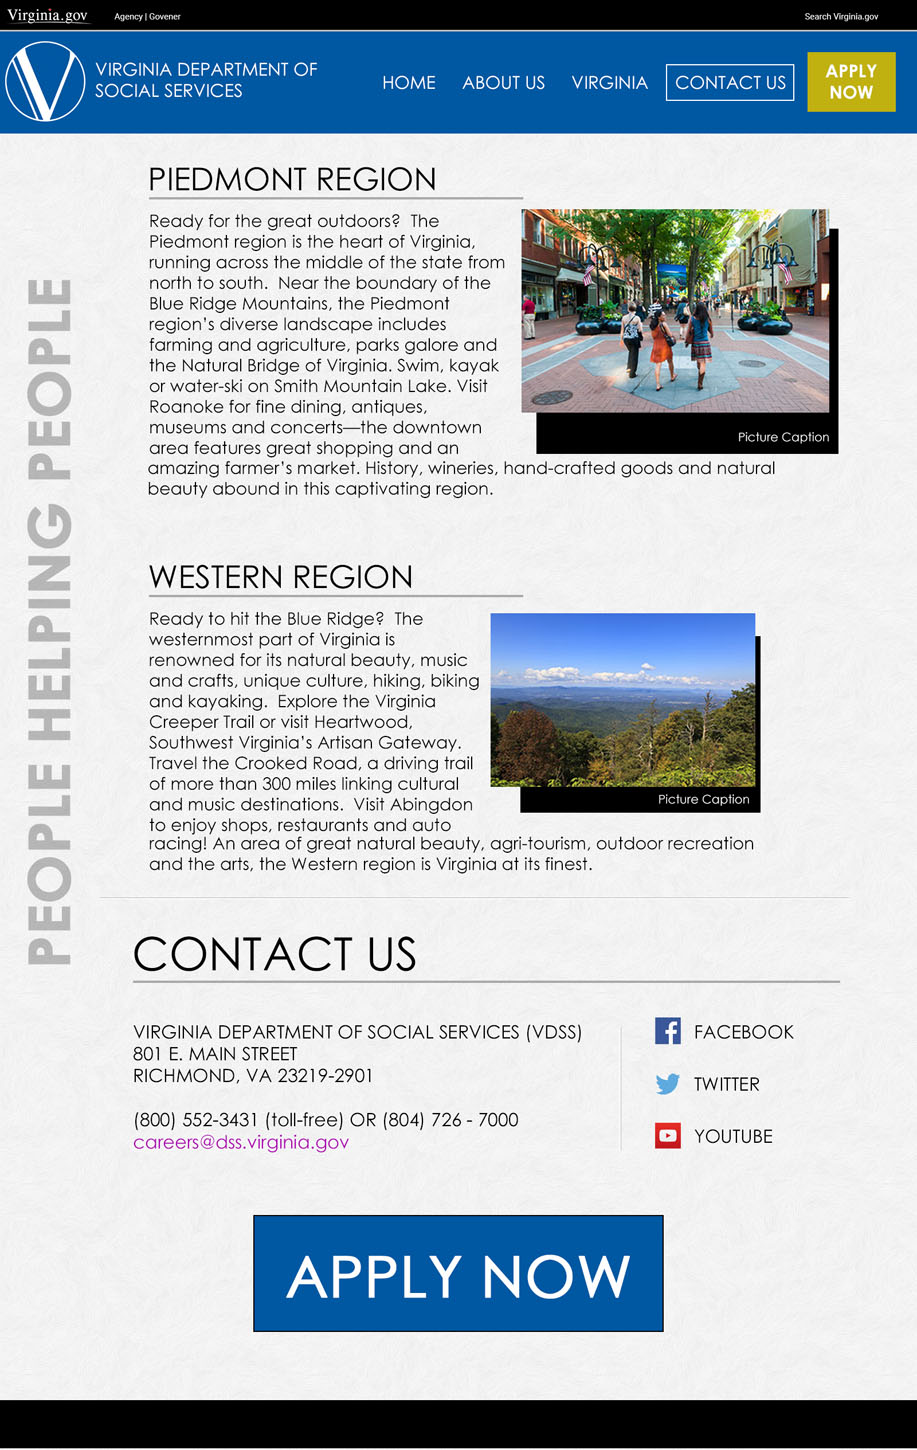 Virginia.gov
Agency | Govener
Search Virginia.gov
VIRGINIA DEPARTMENT OF
SOCIAL SERVICES
HOME
ABOUT US
VIRGINIA
CONTACT US
APPLY
NOW
PEOPLE HELPING PEOPLE
PIEDMONT REGION
Ready for the great outdoors? The
Piedmont region is the heart of Virginia,
running across the middle of the state from
north to south. Near the boundary of the
Blue Ridge Mountains, the Piedmont
region's diverse landscape includes
farming and agriculture, parks galore and
the Natural Bridge of Virginia. Swim, kayak
or water-ski on Smith Mountain Lake. Visit
Roanoke for fine dining, antiques,
museums and concerts—the downtown
area features great shopping and an
amazing farmer's market. History, wineries, hand-crafted goods and natural
beauty abound in this captivating region.
Picture Caption
WESTERN REGION
Ready to hit the Blue Ridge? The
westernmost part of Virginia is
renowned for its natural beauty, music
and crafts, unique culture, hiking, biking
and kayaking. Explore the Virginia
Creeper Trail or visit Heartwood,
Southwest Virginia's Artisan Gateway.
Travel the Crooked Road, a driving trail
of more than 300 miles linking cultural
and music destinations. Visit Abingdon
to enjoy shops, restaurants and auto
racing! An area of great natural beauty, agri-tourism, outdoor recreation
and the arts, the Western region is Virginia at its finest.
Picture Caption
CONTACT US
VIRGINIA DEPARTMENT OF SOCIAL SERVICES (VDSS)
801 E. MAIN STREET
RICHMOND, VA 23219-2901
(800) 552-3431 (toll-free) OR (804) 726 - 7000
careers@dss.virginia.gov
FACEBOOK
TWITTER
YOUTUBE
APPLY NOW